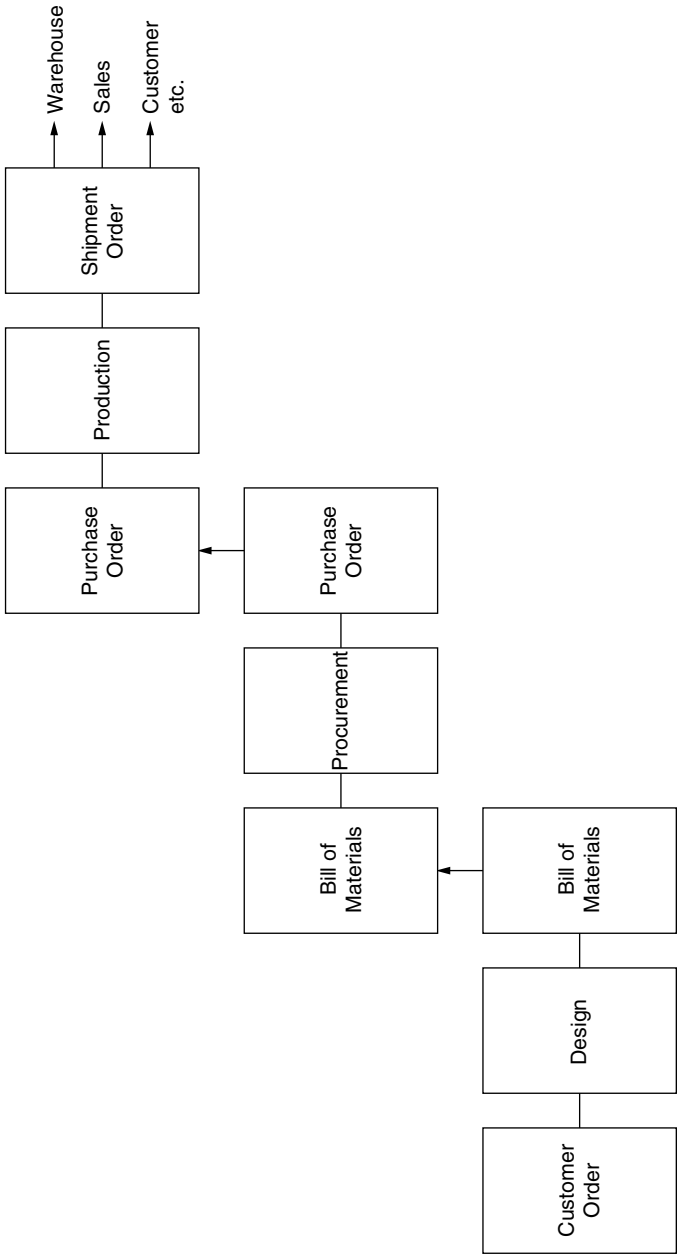 Customer
Order
Design
Bill of
Materials
Bill of
Materials
Procurement
Purchase
Order
Purchase
Order
Production
Shipment
Order
Warehouse
Sales
Customer
etc.